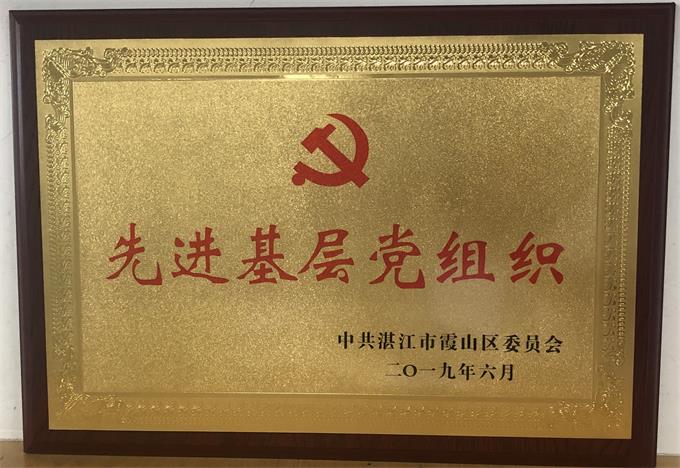 先进基层党组织
中共湛江市霞山区委员会
二〇一九年六月